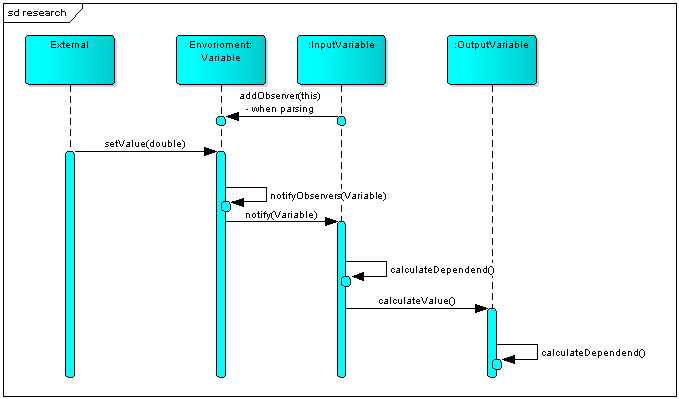 sd research
External
Envorioment:
Variable
:InputVariable
:OutputVariable
addObserver(this)
- when parsing
setValue(double)
notifyObservers(Variable)
notify(Variable)
calculateDependend()
calculateValue()
calculateDependend()